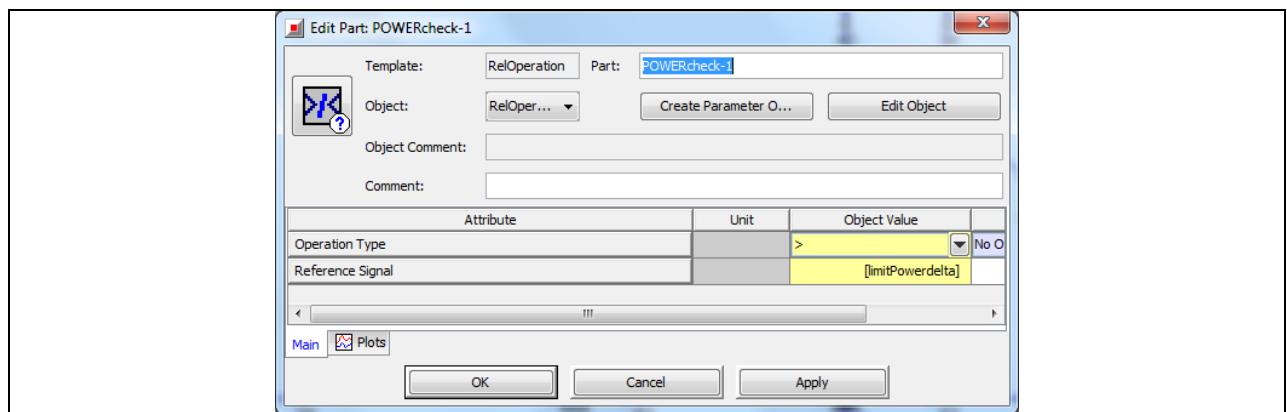 Edit Part: POWERcheck-1
Template: RelOperation Part: POWERcheck-1
Object: RelOper... Create Parameter O... Edit Object
Object Comment:
Comment:
Attribute Unit Object Value
Operation Type > No O
Reference Signal [limitPowerdelta]
Main Plots
OK Cancel Apply